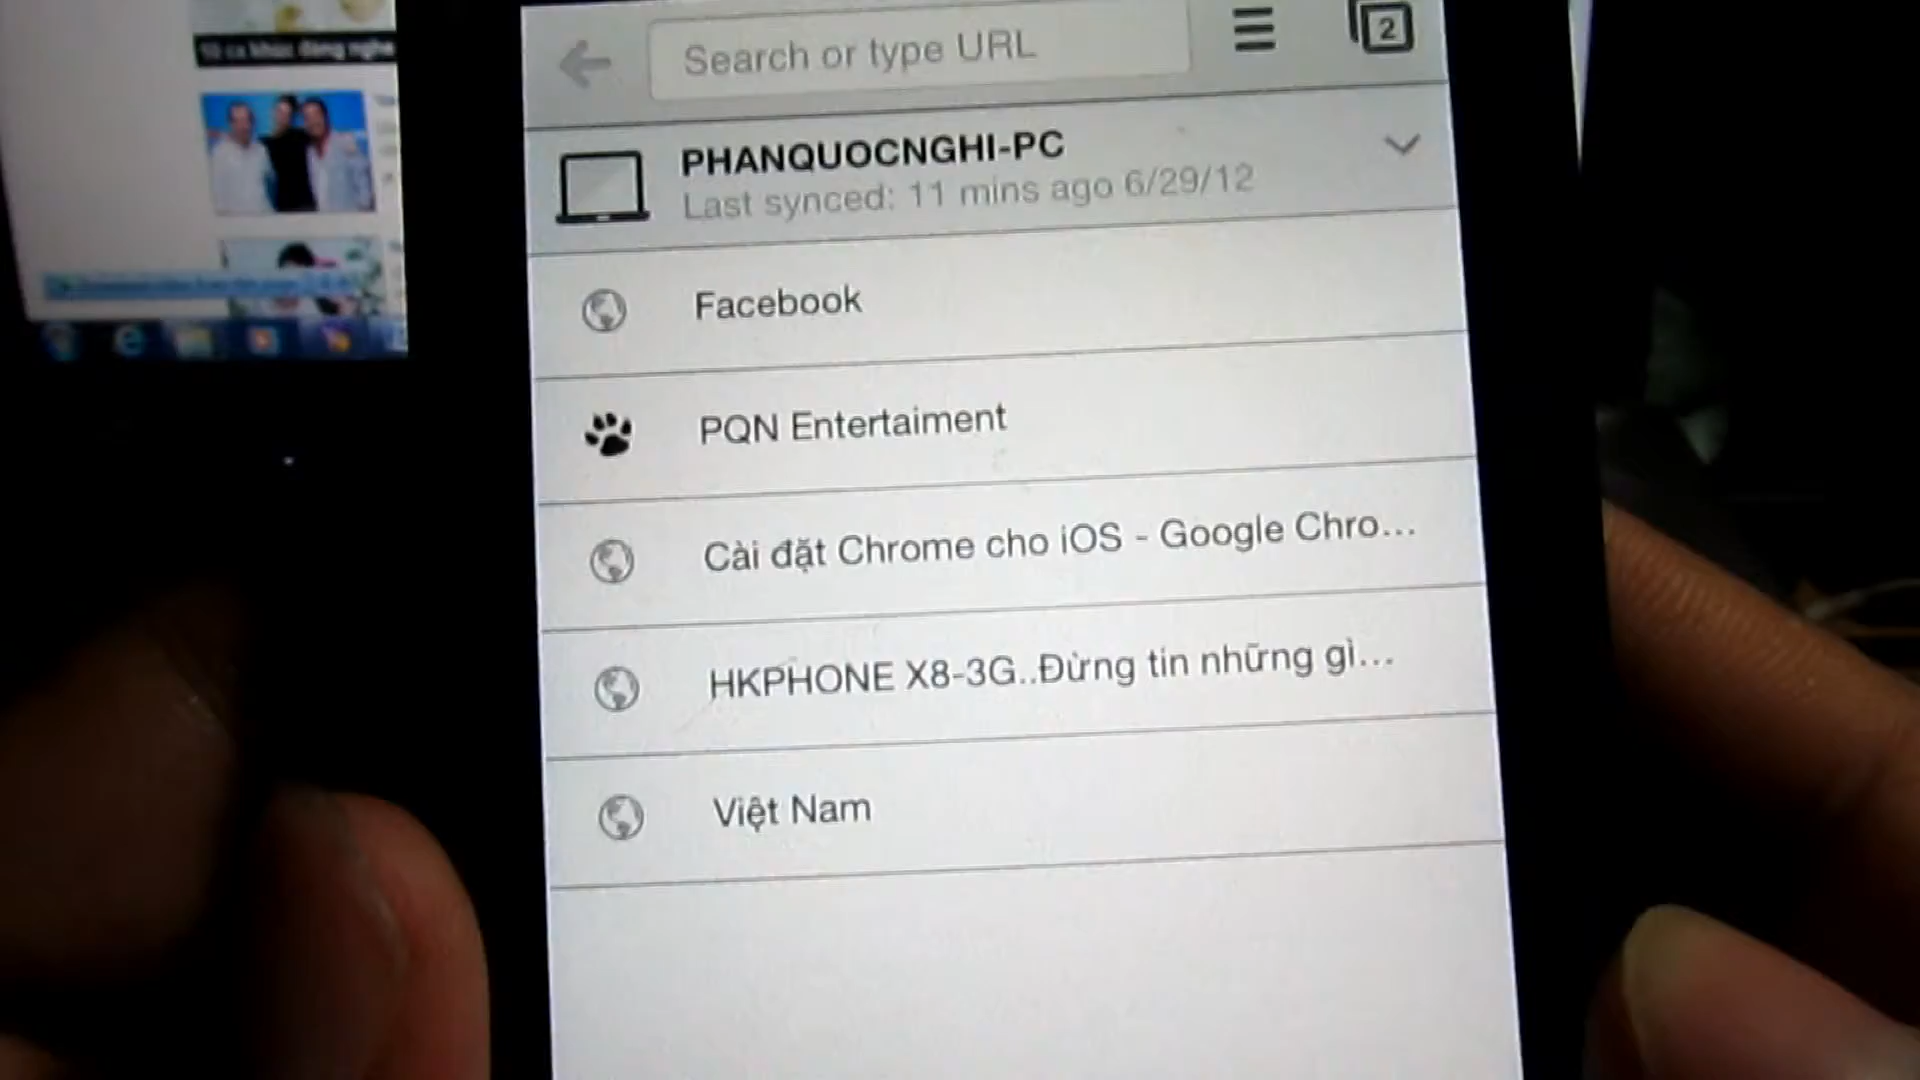 Search or type URL
2
PHANQUOCNGHI-PC
Last synced: 11 mins ago 6/29/12
Facebook
PQN Entertaiment
Cài đặt Chrome cho iOS - Google Chro...
HKPHONE X8-3G..Đừng tin những gì...
Việt Nam